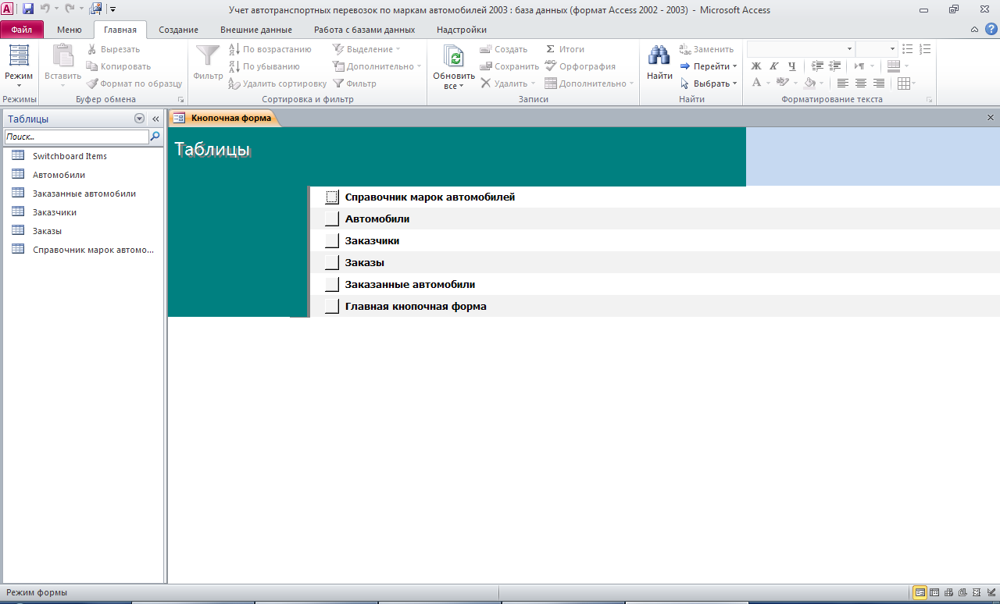 Учет автотранспортных перевозок по маркам автомобилей 2003 : база данных (формат Access 2002 - 2003) - Microsoft Access
Файл Меню Главная Создание Внешние данные Работа с базами данных Надстройки
Режим
Режимы
Вставить
Вырезать
Копировать
Формат по образцу
Буфер обмена
Фильтр
По возрастанию
По убыванию
Удалить сортировку
Выделение
Дополнительно
Фильтр
Сортировка и фильтр
Обновить
все
Создать
Сохранить
Удалить
Итоги
Орфография
Дополнительно
Записи
Найти
Заменить
Перейти
Выбрать
Найти
Ж К Ч
А
Форматирование текста
Таблицы
Поиск...
Switchboard Items
Автомобили
Заказанные автомобили
Заказчики
Заказы
Справочник марок автомо...
Кнопочная форма
Таблицы
Справочник марок автомобилей
Автомобили
Заказчики
Заказы
Заказанные автомобили
Главная кнопочная форма
Режим формы